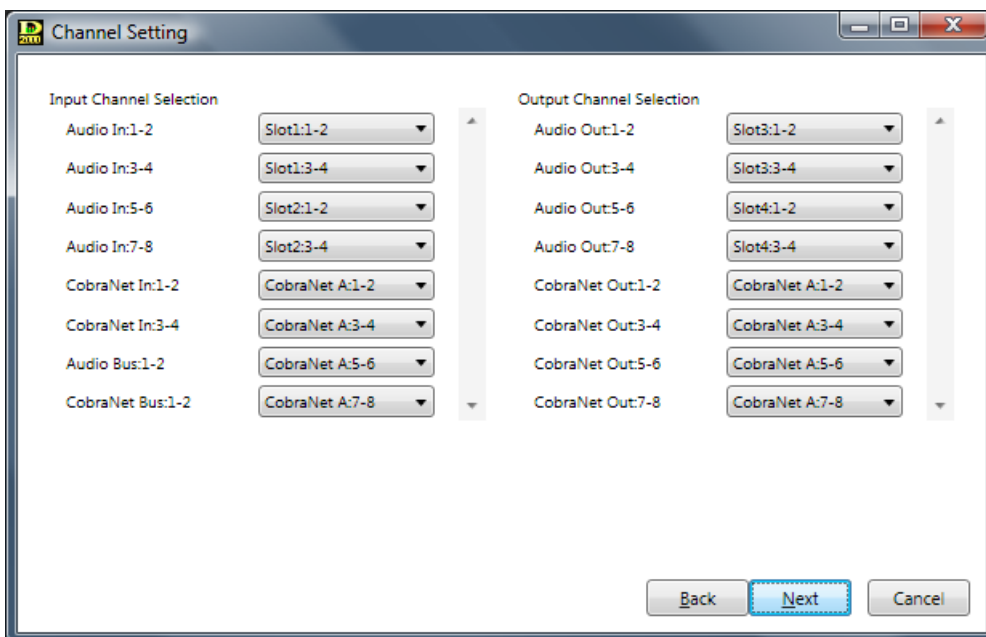 Channel Setting
Input Channel Selection
Audio In:1-2 Slot1:1-2
Audio In:3-4 Slot1:3-4
Audio In:5-6 Slot2:1-2
Audio In:7-8 Slot2:3-4
CobraNet In:1-2 CobraNet A:1-2
CobraNet In:3-4 CobraNet A:3-4
Audio Bus:1-2 CobraNet A:5-6
CobraNet Bus:1-2 CobraNet A:7-8
Output Channel Selection
Audio Out:1-2 Slot3:1-2
Audio Out:3-4 Slot3:3-4
Audio Out:5-6 Slot4:1-2
Audio Out:7-8 Slot4:3-4
CobraNet Out:1-2 CobraNet A:1-2
CobraNet Out:3-4 CobraNet A:3-4
CobraNet Out:5-6 CobraNet A:5-6
CobraNet Out:7-8 CobraNet A:7-8
Back Next Cancel